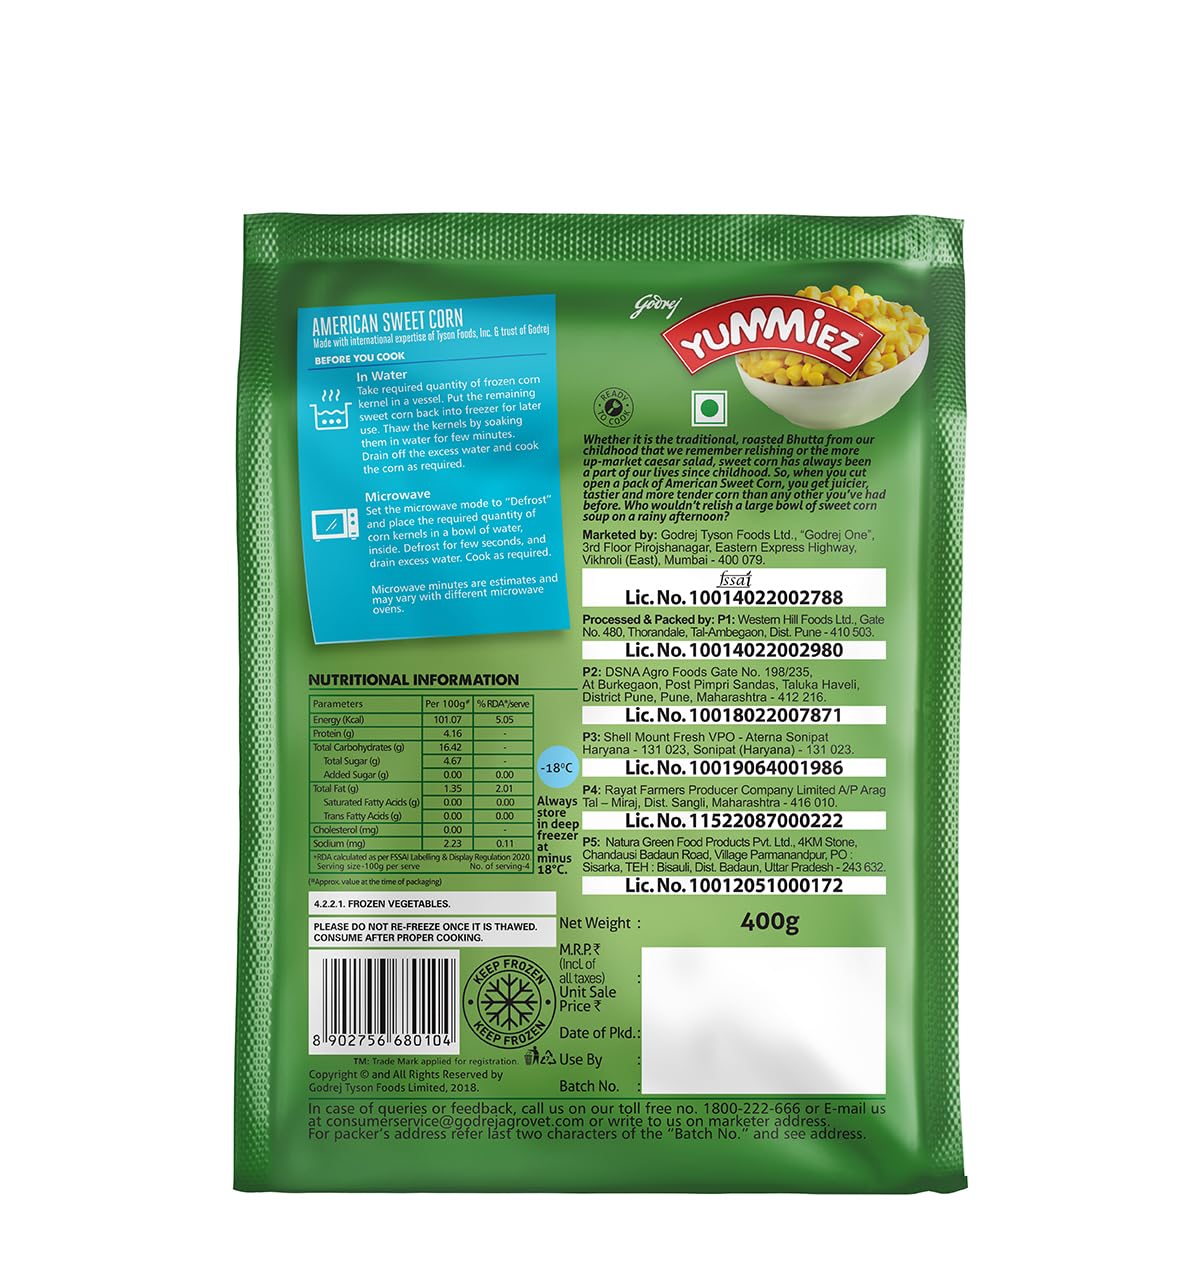 AMERICAN SWEET CORN
Made with international expertise of Tyson Foods, Inc. & trust of Godrej
BEFORE YOU COOK
In Water
Take required quantity of frozen corn
kernel in a vessel. Put the remaining
sweet corn back into freezer for later
use. Thaw the kernels by soaking
them in water for few minutes.
Drain off the excess water and cook
the corn as required.
Microwave
Set the microwave mode to "Defrost"
and place the required quantity of
corn kernels in a bowl of water,
inside. Defrost for few seconds, and
drain excess water. Cook as required.
Microwave minutes are estimates and
may vary with different microwave
ovens.
NUTRITIONAL INFORMATION
Parameters Per 100g# % RDA*/serve
Energy (Kcal) 101.07 5.05
Protein (g) 4.16 -
Total Carbohydrates (g) 16.42 -
Total Sugar (g) 4.67 -
Added Sugar (g) 0.00 0.00
Total Fat (g) 1.35 2.01
Saturated Fatty Acids (g) 0.00 0.00
Trans Fatty Acids (g) 0.00 0.00
Cholesterol (mg) 0.00 -
Sodium (mg) 2.23 0.11
*RDA calculated as per FSSAI Labelling & Display Regulation 2020.
Serving size-100g per serve No. of serving-4
(#Approx. value at the time of packaging)
-18°C
Always
store
in deep
freezer
at
minus
18°C.
4.2.2.1. FROZEN VEGETABLES.
PLEASE DO NOT RE-FREEZE ONCE IT IS THAWED.
CONSUME AFTER PROPER COOKING.
8 902756 680104
KEEP FROZEN
KEEP FROZEN
TM: Trade Mark applied for registration.
Copyright © and All Rights Reserved by
Godrej Tyson Foods Limited, 2018.
Godrej
YUMMiEZ™
READY
TO COOK
Whether it is the traditional, roasted Bhutta from our
childhood that we remember relishing or the more
up-market caesar salad, sweet corn has always been
a part of our lives since childhood. So, when you cut
open a pack of American Sweet Corn, you get juicier,
tastier and more tender corn than any other you've had
before. Who wouldn't relish a large bowl of sweet corn
soup on a rainy afternoon?
Marketed by: Godrej Tyson Foods Ltd., "Godrej One",
3rd Floor Pirojshanagar, Eastern Express Highway,
Vikhroli (East), Mumbai - 400 079.
fssai
Lic. No. 10014022002788
Processed & Packed by: P1: Western Hill Foods Ltd., Gate
No. 480, Thorandale, Tal-Ambegaon, Dist. Pune - 410 503.
Lic. No. 10014022002980
P2: DSNA Agro Foods Gate No. 198/235,
At Burkegaon, Post Pimpri Sandas, Taluka Haveli,
District Pune, Pune, Maharashtra - 412 216.
Lic. No. 10018022007871
P3: Shell Mount Fresh VPO - Aterna Sonipat
Haryana - 131 023, Sonipat (Haryana) - 131 023.
Lic. No. 10019064001986
P4: Rayat Farmers Producer Company Limited A/P Arag
Tal – Miraj, Dist. Sangli, Maharashtra - 416 010.
Lic. No. 11522087000222
P5: Natura Green Food Products Pvt. Ltd., 4KM Stone,
Chandausi Badaun Road, Village Parmanandpur, PO :
Sisarka, TEH : Bisauli, Dist. Badaun, Uttar Pradesh - 243 632.
Lic. No. 10012051000172
Net Weight : 400g
M.R.P.₹
(Incl. of
all taxes) :
Unit Sale
Price ₹
Date of Pkd.:
Use By :
Batch No. :
In case of queries or feedback, call us on our toll free no. 1800-222-666 or E-mail us
at consumerservice@godrejagrovet.com or write to us on marketer address.
For packer's address refer last two characters of the "Batch No." and see address.